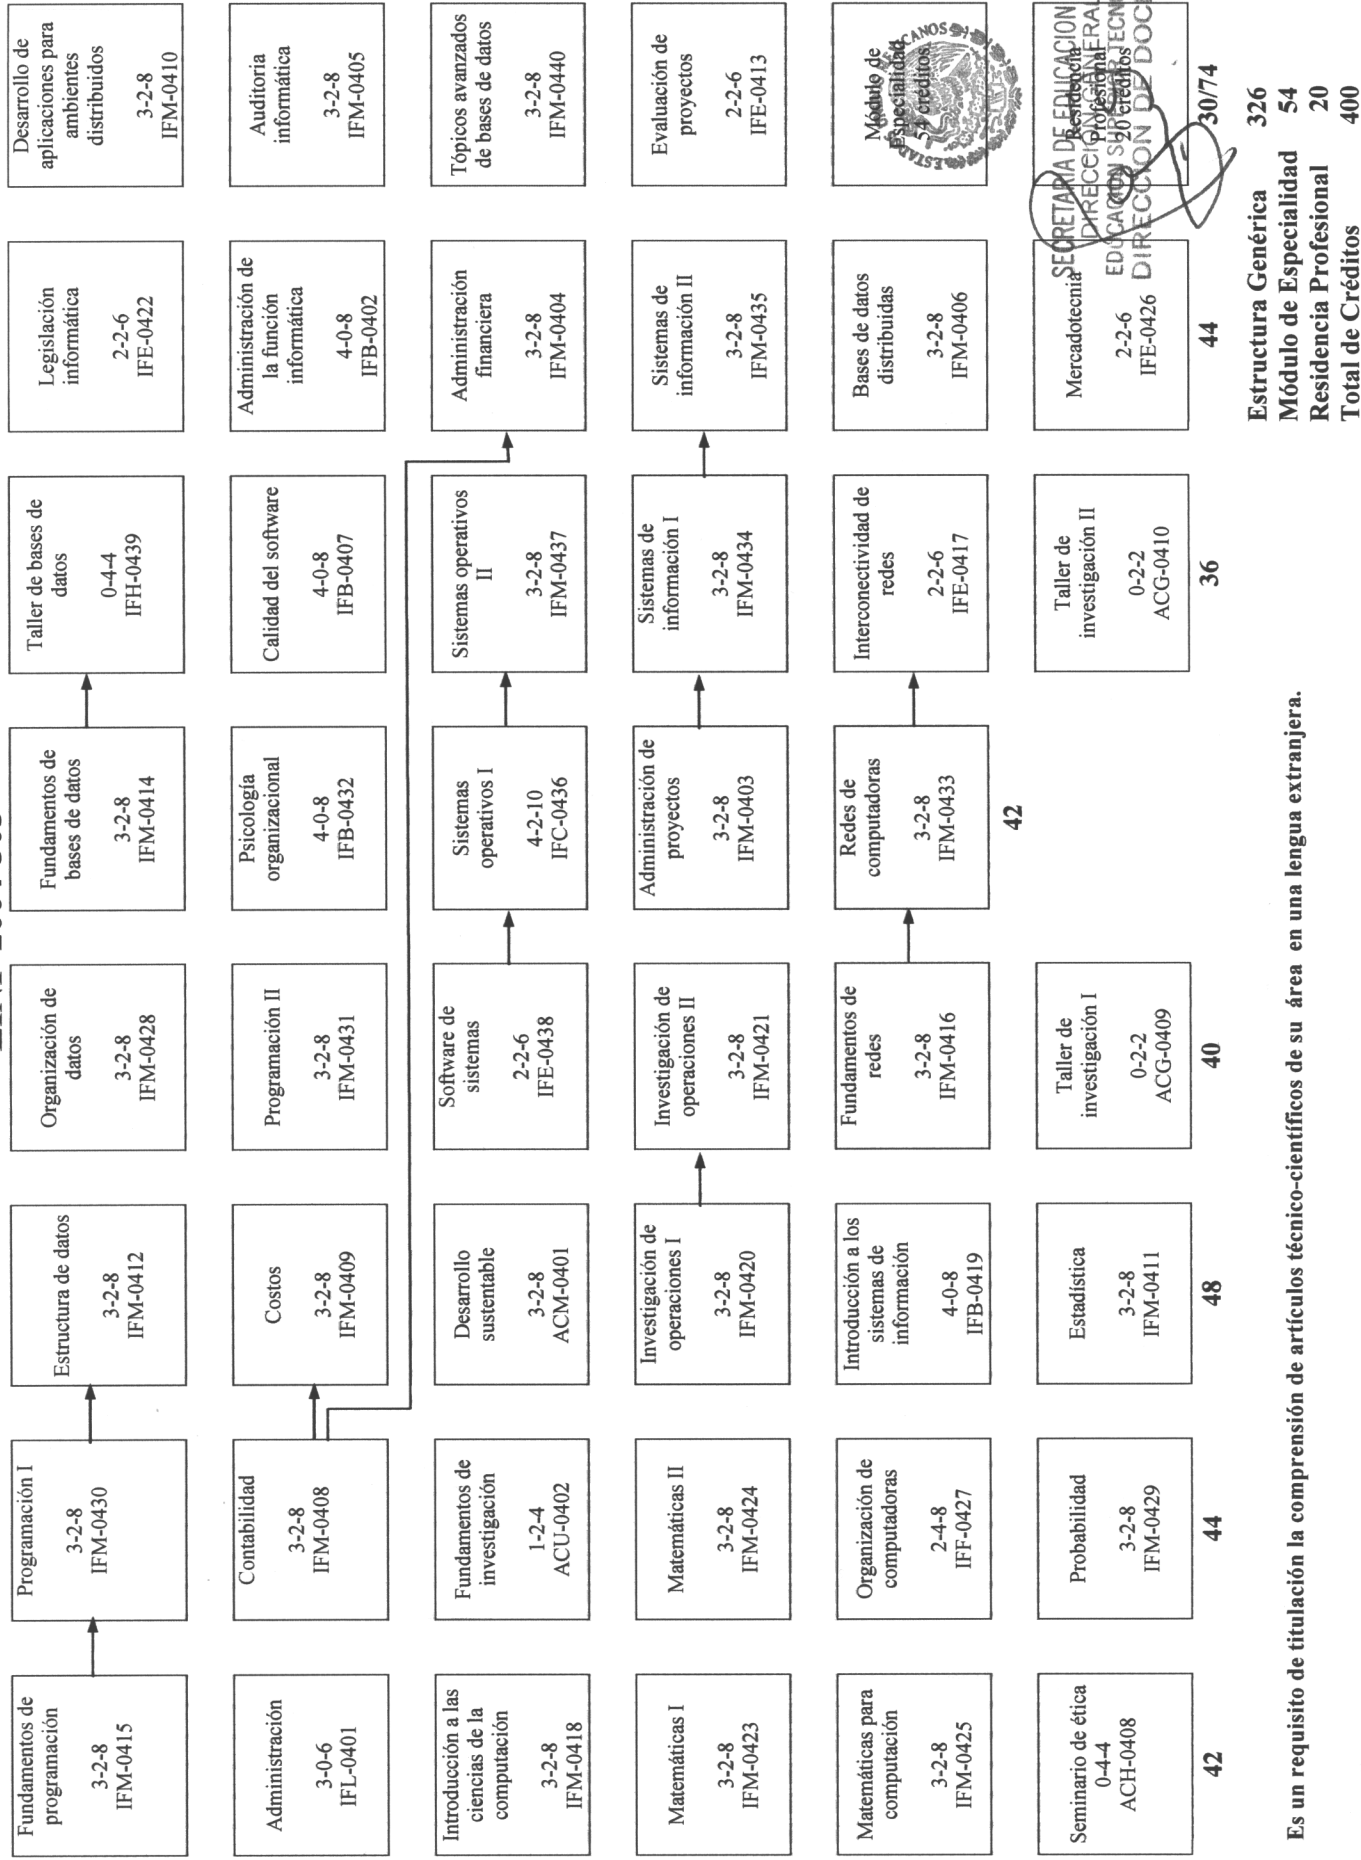 Fundamentos de
programación
3-2-8
IFM-0415
Programación I
3-2-8
IFM-0430
Estructura de datos
3-2-8
IFM-0412
Organización de
datos
3-2-8
IFM-0428
Fundamentos de
bases de datos
3-2-8
IFM-0414
Taller de bases de
datos
0-4-4
IFH-0439
Legislación
informática
2-2-6
IFE-0422
Desarrollo de
aplicaciones para
ambientes
distribuidos
3-2-8
IFM-0410
Administración
3-0-6
IFL-0401
Contabilidad
3-2-8
IFM-0408
Costos
3-2-8
IFM-0409
Programación II
3-2-8
IFM-0431
Psicología
organizacional
4-0-8
IFB-0432
Calidad del software
4-0-8
IFB-0407
Administración de
la función
informática
4-0-8
IFB-0402
Auditoria
informática
3-2-8
IFM-0405
Introducción a las
ciencias de la
computación
3-2-8
IFM-0418
Fundamentos de
investigación
1-2-4
ACU-0402
Desarrollo
sustentable
3-2-8
ACM-0401
Software de
sistemas
2-2-6
IFE-0438
Sistemas
operativos I
4-2-10
IFC-0436
Sistemas operativos
II
3-2-8
IFM-0437
Administración
financiera
3-2-8
IFM-0404
Tópicos avanzados
de bases de datos
3-2-8
IFM-0440
Matemáticas I
3-2-8
IFM-0423
Matemáticas II
3-2-8
IFM-0424
Investigación de
operaciones I
3-2-8
IFM-0420
Investigación de
operaciones II
3-2-8
IFM-0421
Administración de
proyectos
3-2-8
IFM-0403
Sistemas de
información I
3-2-8
IFM-0434
Sistemas de
información II
3-2-8
IFM-0435
Evaluación de
proyectos
2-2-6
IFE-0413
Matemáticas para
computación
3-2-8
IFM-0425
Organización de
computadoras
2-4-8
IFF-0427
Introducción a los
sistemas de
información
4-0-8
IFB-0419
Fundamentos de
redes
3-2-8
IFM-0416
Redes de
computadoras
3-2-8
IFM-0433
Interconectividad de
redes
2-2-6
IFE-0417
Bases de datos
distribuidas
3-2-8
IFM-0406
Módulo de
Especialidad
54 créditos
Seminario de ética
0-4-4
ACH-0408
Probabilidad
3-2-8
IFM-0429
Estadística
3-2-8
IFM-0411
Taller de
investigación I
0-2-2
ACG-0409
Taller de
investigación II
0-2-2
ACG-0410
Mercadotecnia
2-2-6
IFE-0426
Residencia
Profesional
20 créditos
SECRETARIA DE EDUCACION
DIRECCION GENERAL
EDUCACION SUPERIOR TECN
DIRECCION DE DOC
42
44
48
40
42
36
44
30/74
Estructura Genérica 326
Módulo de Especialidad 54
Residencia Profesional 20
Total de Créditos 400
Es un requisito de titulación la comprensión de artículos técnico-científicos de su área en una lengua extranjera.